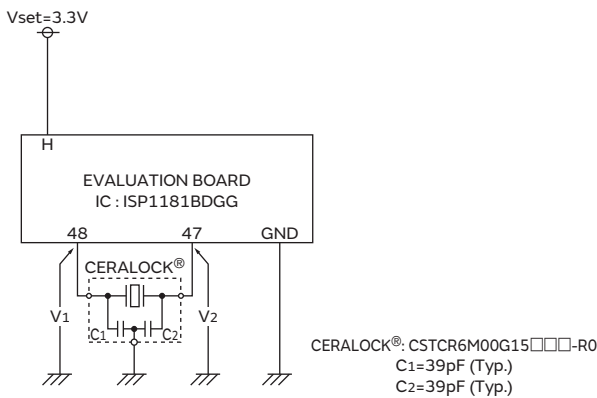 Vset=3.3V
H
EVALUATION BOARD
IC : ISP1181BDGG
48 47 GND
CERALOCK®
V1 V2
C1 C2
CERALOCK®: CSTCR6M00G15□□□-R0
C1=39pF (Typ.)
C2=39pF (Typ.)